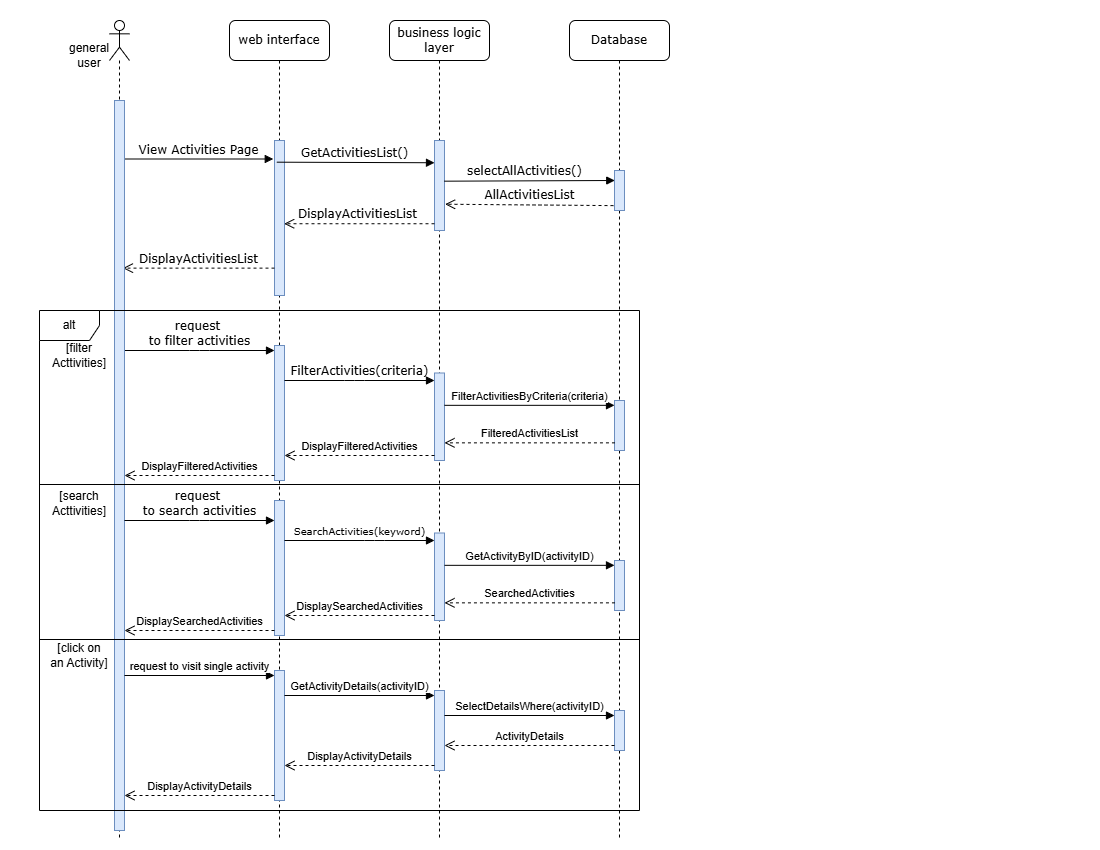 general
user
web interface
business logic
layer
Database
View Activities Page
GetActivitiesList()
selectAllActivities()
AllActivitiesList
DisplayActivitiesList
DisplayActivitiesList
alt
[filter
Acttivities]
request
to filter activities
FilterActivities(criteria)
FilterActivitiesByCriteria(criteria)
FilteredActivitiesList
DisplayFilteredActivities
DisplayFilteredActivities
[search
Acttivities]
request
to search activities
SearchActivities(keyword)
GetActivityByID(activityID)
SearchedActivities
DisplaySearchedActivities
DisplaySearchedActivities
[click on
an Activity]
request to visit single activity
GetActivityDetails(activityID)
SelectDetailsWhere(activityID)
ActivityDetails
DisplayActivityDetails
DisplayActivityDetails